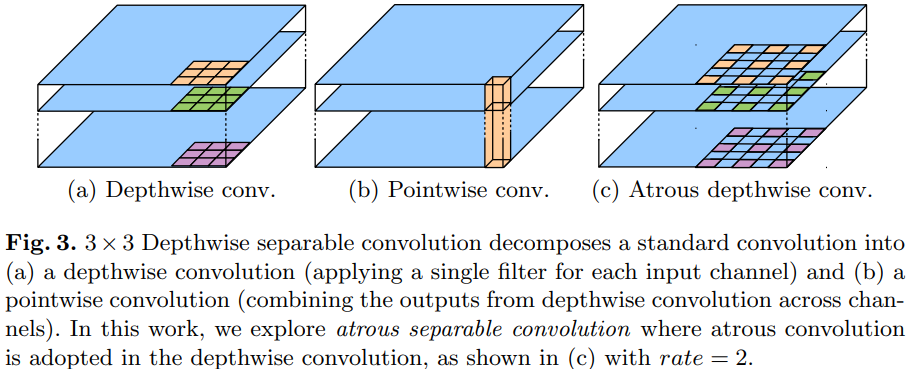 (a) Depthwise conv. (b) Pointwise conv. (c) Atrous depthwise conv.
Fig. 3. 3 × 3 Depthwise separable convolution decomposes a standard convolution into
(a) a depthwise convolution (applying a single filter for each input channel) and (b) a
pointwise convolution (combining the outputs from depthwise convolution across chan-
nels). In this work, we explore atrous separable convolution where atrous convolution
is adopted in the depthwise convolution, as shown in (c) with rate = 2.